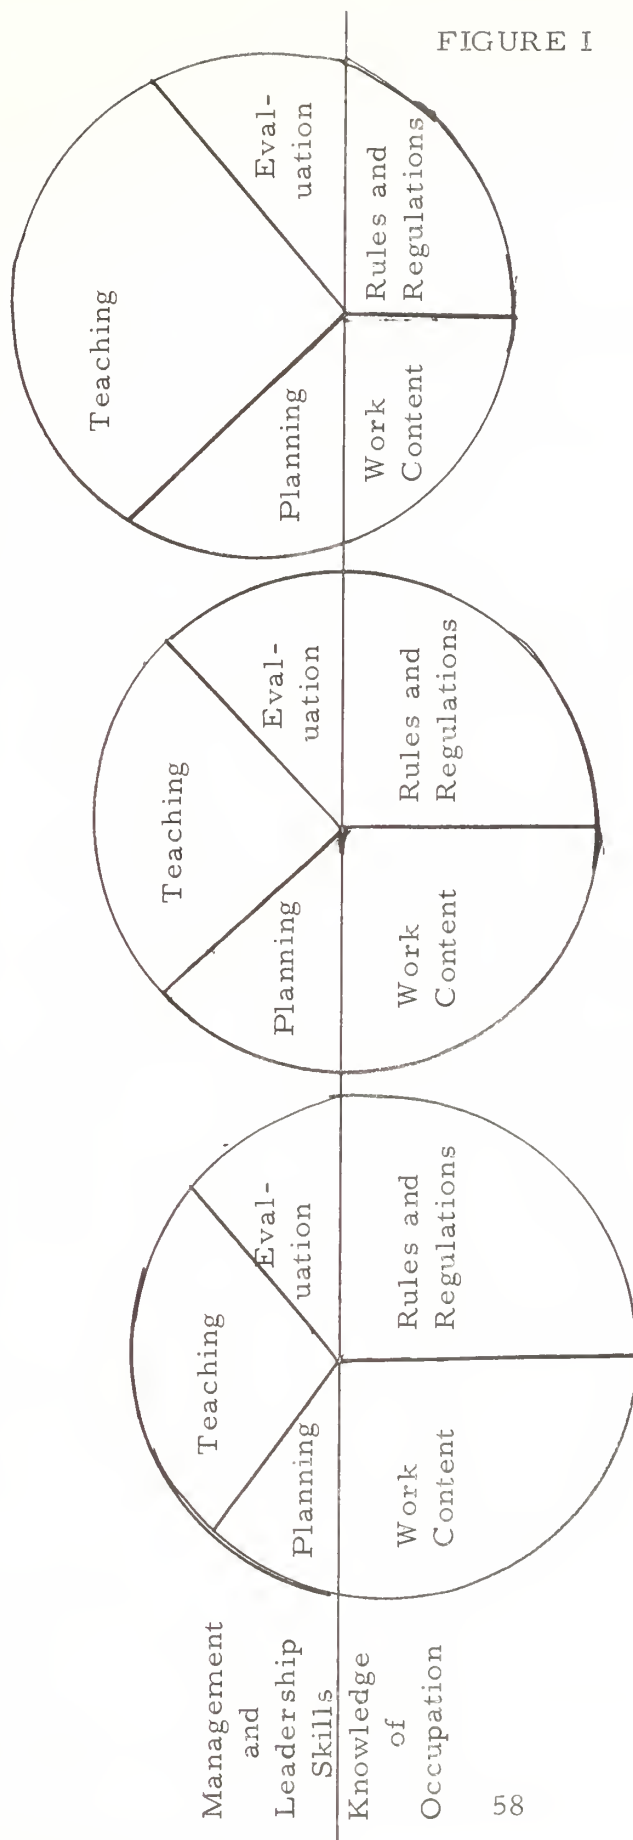 FIGURE I
Management
and
Leadership
Skills
Knowledge
of
Occupation
Teaching
Planning
Eval-
uation
Work
Content
Rules and
Regulations
Teaching
Planning
Eval-
uation
Work
Content
Rules and
Regulations
Teaching
Planning
Eval-
uation
Work
Content
Rules and
Regulations
58